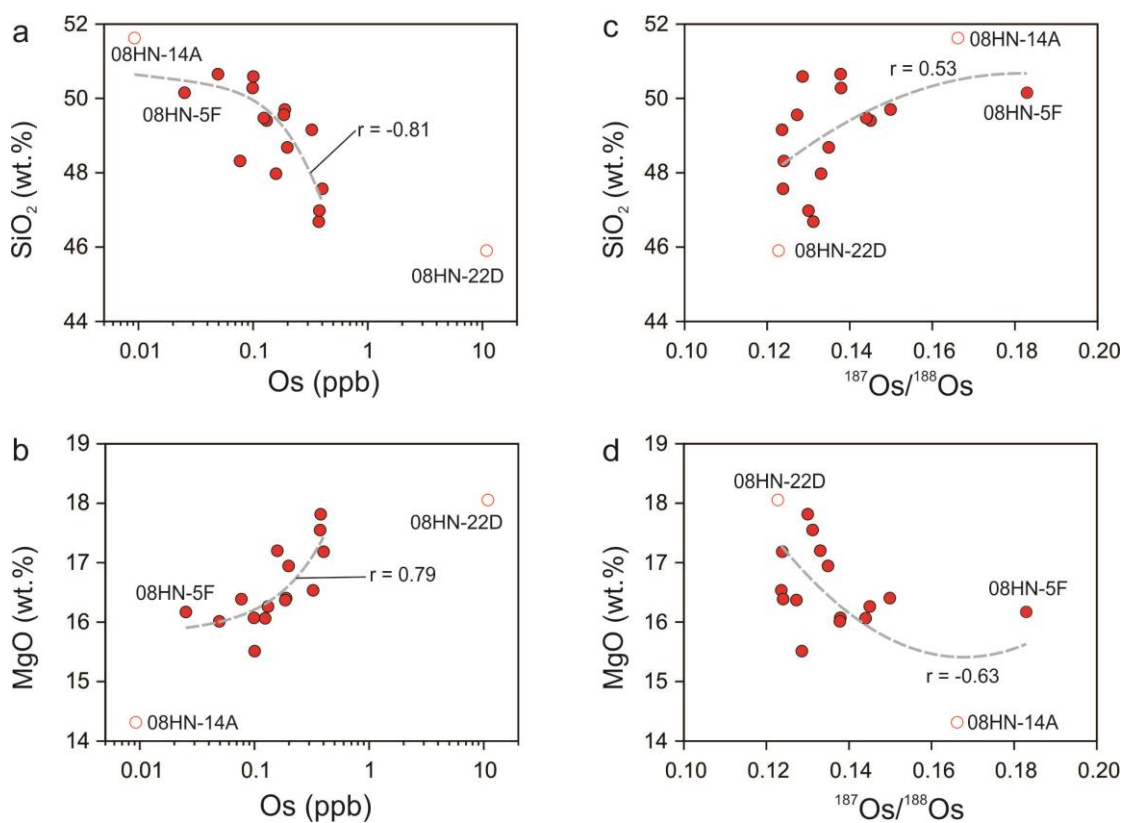 a
52
50
48
46
44
SiO2 (wt.%)
08HN-14A
08HN-5F
r = -0.81
08HN-22D
0.01
0.1
1
10
Os (ppb)
c
52
50
48
46
44
SiO2 (wt.%)
08HN-14A
r = 0.53
08HN-5F
08HN-22D
0.10
0.12
0.14
0.16
0.18
0.20
187Os/188Os
b
19
18
17
16
15
14
MgO (wt.%)
08HN-22D
08HN-5F
r = 0.79
08HN-14A
0.01
0.1
1
10
Os (ppb)
d
19
18
17
16
15
14
MgO (wt.%)
08HN-22D
08HN-5F
r = -0.63
08HN-14A
0.10
0.12
0.14
0.16
0.18
0.20
187Os/188Os